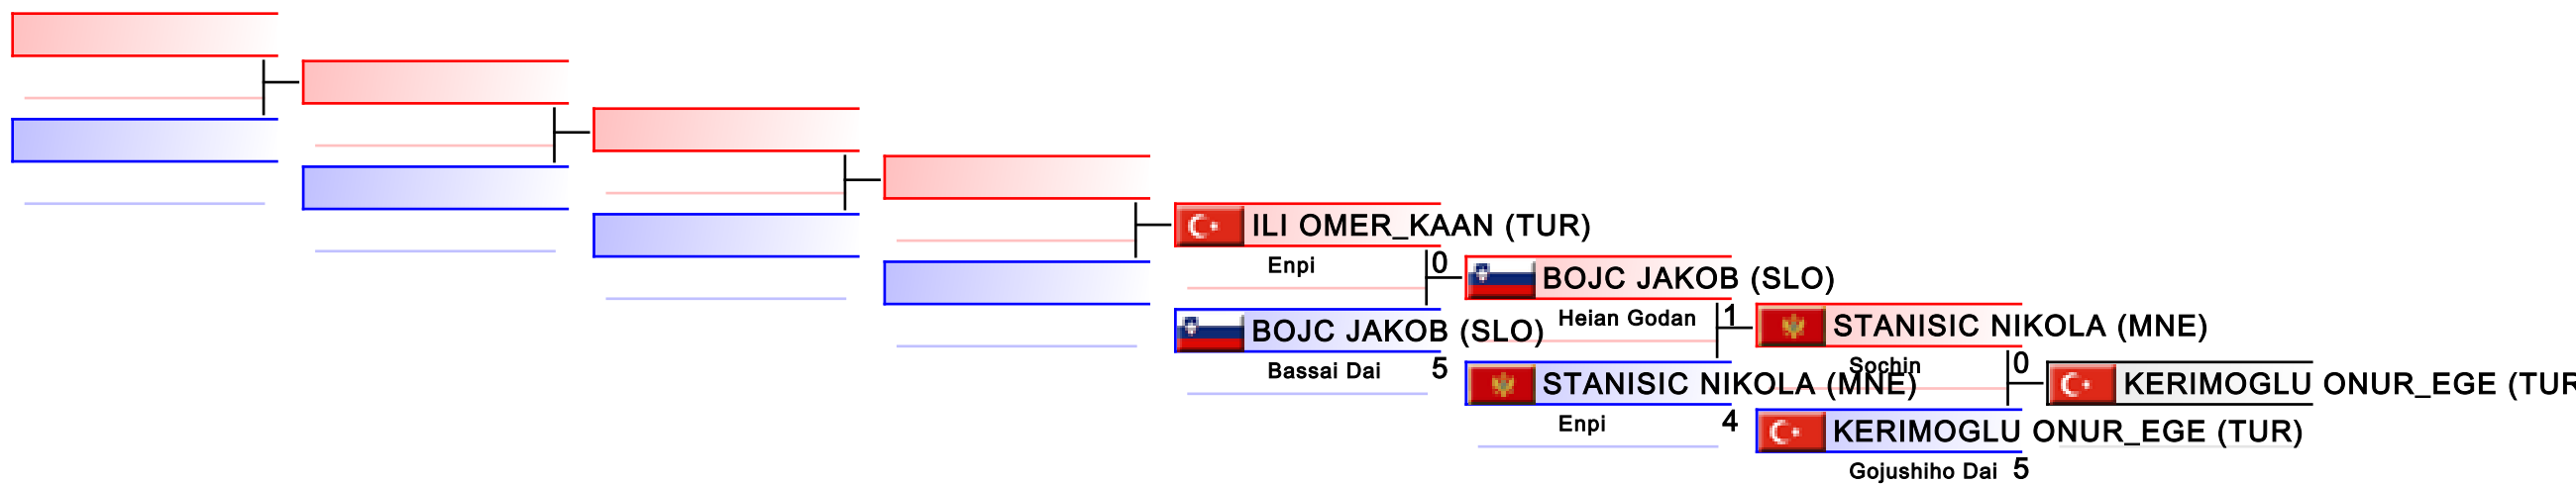 ILI OMER_KAAN (TUR)
Enpi
0
BOJC JAKOB (SLO)
Bassai Dai
5
BOJC JAKOB (SLO)
Heian Godan
1
STANISIC NIKOLA (MNE)
Enpi
4
STANISIC NIKOLA (MNE)
Sochin
0
KERIMOGLU ONUR_EGE (TUR)
Gojushiho Dai
5
KERIMOGLU ONUR_EGE (TUR